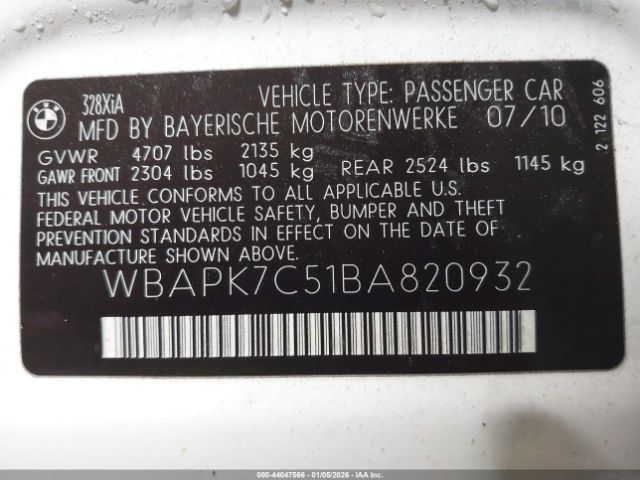 328XiA
VEHICLE TYPE: PASSENGER CAR
MFD BY BAYERISCHE MOTORENWERKE 07/10
GVWR 4707 lbs 2135 kg
GAWR FRONT 2304 lbs 1045 kg REAR 2524 lbs 1145 kg
THIS VEHICLE CONFORMS TO ALL APPLICABLE U.S.
FEDERAL MOTOR VEHICLE SAFETY, BUMPER AND THEFT
PREVENTION STANDARDS IN EFFECT ON THE DATE OF
MANUFACTURE SHOWN ABOVE.
WBAPK7C51BA820932
2 122 606
BMW
000-44047566 - 01/05/2026 - IAAI.COM